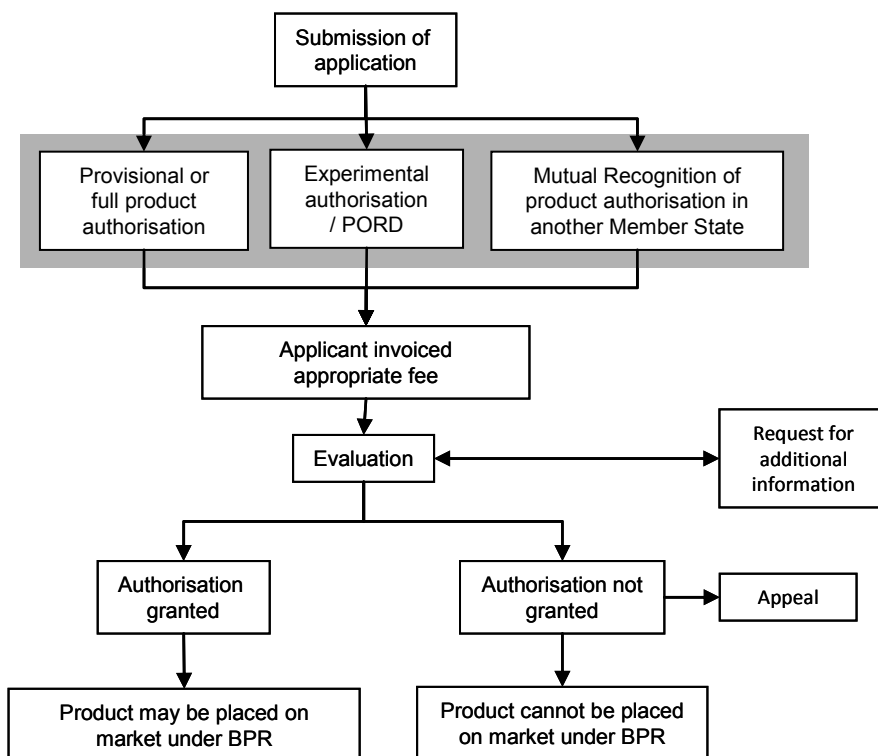 Submission of
application
Provisional or
full product
authorisation
Experimental
authorisation
/ PORD
Mutual Recognition of
product authorisation in
another Member State
Applicant invoiced
appropriate fee
Evaluation
Request for
additional
information
Authorisation
granted
Authorisation not
granted
Appeal
Product may be placed on
market under BPR
Product cannot be placed
on market under BPR